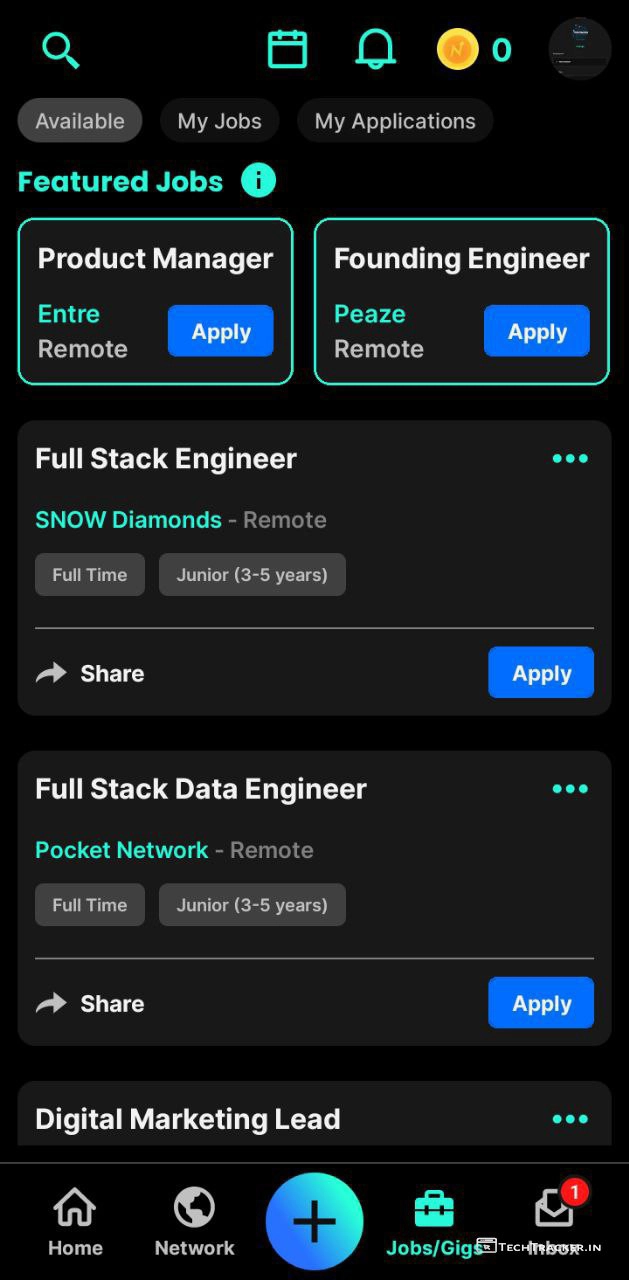 0
Available My Jobs My Applications
Featured Jobs
Product Manager
Entre
Remote
Apply
Founding Engineer
Peaze
Remote
Apply
Full Stack Engineer
SNOW Diamonds - Remote
Full Time Junior (3-5 years)
Share Apply
Full Stack Data Engineer
Pocket Network - Remote
Full Time Junior (3-5 years)
Share Apply
Digital Marketing Lead
1
Home Network Jobs/Gigs Inbox
TechTracker.in